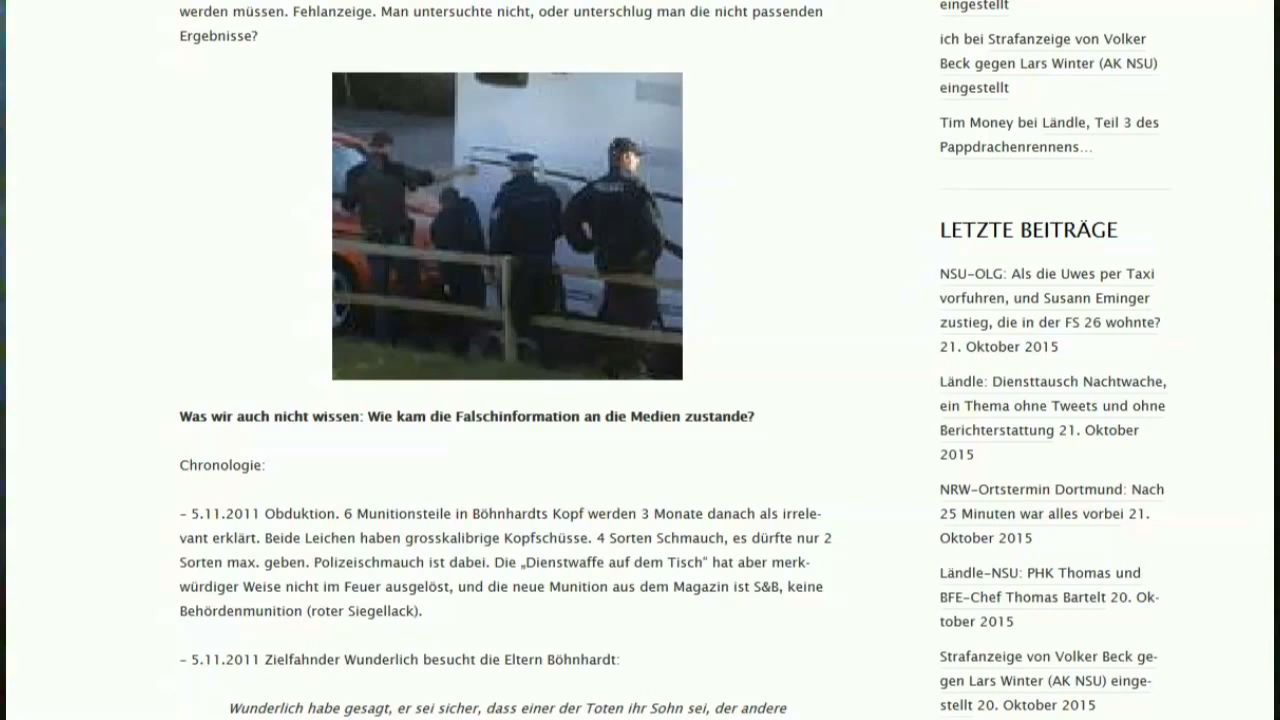 werden müssen. Fehlanzeige. Man untersuchte nicht, oder unterschlug man die nicht passenden
Ergebnisse?
Was wir auch nicht wissen: Wie kam die Falschinformation an die Medien zustande?
Chronologie:
– 5.11.2011 Obduktion. 6 Munitionsteile in Böhnhardts Kopf werden 3 Monate danach als irrele-
vant erklärt. Beide Leichen haben grosskalibrige Kopfschüsse. 4 Sorten Schmauch, es dürfte nur 2
Sorten max. geben. Polizeischmauch ist dabei. Die „Dienstwaffe auf dem Tisch“ hat aber merk-
würdiger Weise nicht im Feuer ausgelöst, und die neue Munition aus dem Magazin ist S&B, keine
Behördenmunition (roter Siegellack).
– 5.11.2011 Zielfahnder Wunderlich besucht die Eltern Böhnhardt:
Wunderlich habe gesagt, er sei sicher, dass einer der Toten ihr Sohn sei, der andere
eingestellt
ich bei Strafanzeige von Volker
Beck gegen Lars Winter (AK NSU)
eingestellt
Tim Money bei Ländle, Teil 3 des
Pappdrachenrennens…
LETZTE BEITRÄGE
NSU-OLG: Als die Uwes per Taxi
vorfuhren, und Susann Eminger
zustieg, die in der FS 26 wohnte?
21. Oktober 2015
Ländle: Diensttausch Nachtwache,
ein Thema ohne Tweets und ohne
Berichterstattung 21. Oktober
2015
NRW-Ortstermin Dortmund: Nach
25 Minuten war alles vorbei 21.
Oktober 2015
Ländle-NSU: PHK Thomas und
BFE-Chef Thomas Bartelt 20. Ok-
tober 2015
Strafanzeige von Volker Beck ge-
gen Lars Winter (AK NSU) einge-
stellt 20. Oktober 2015